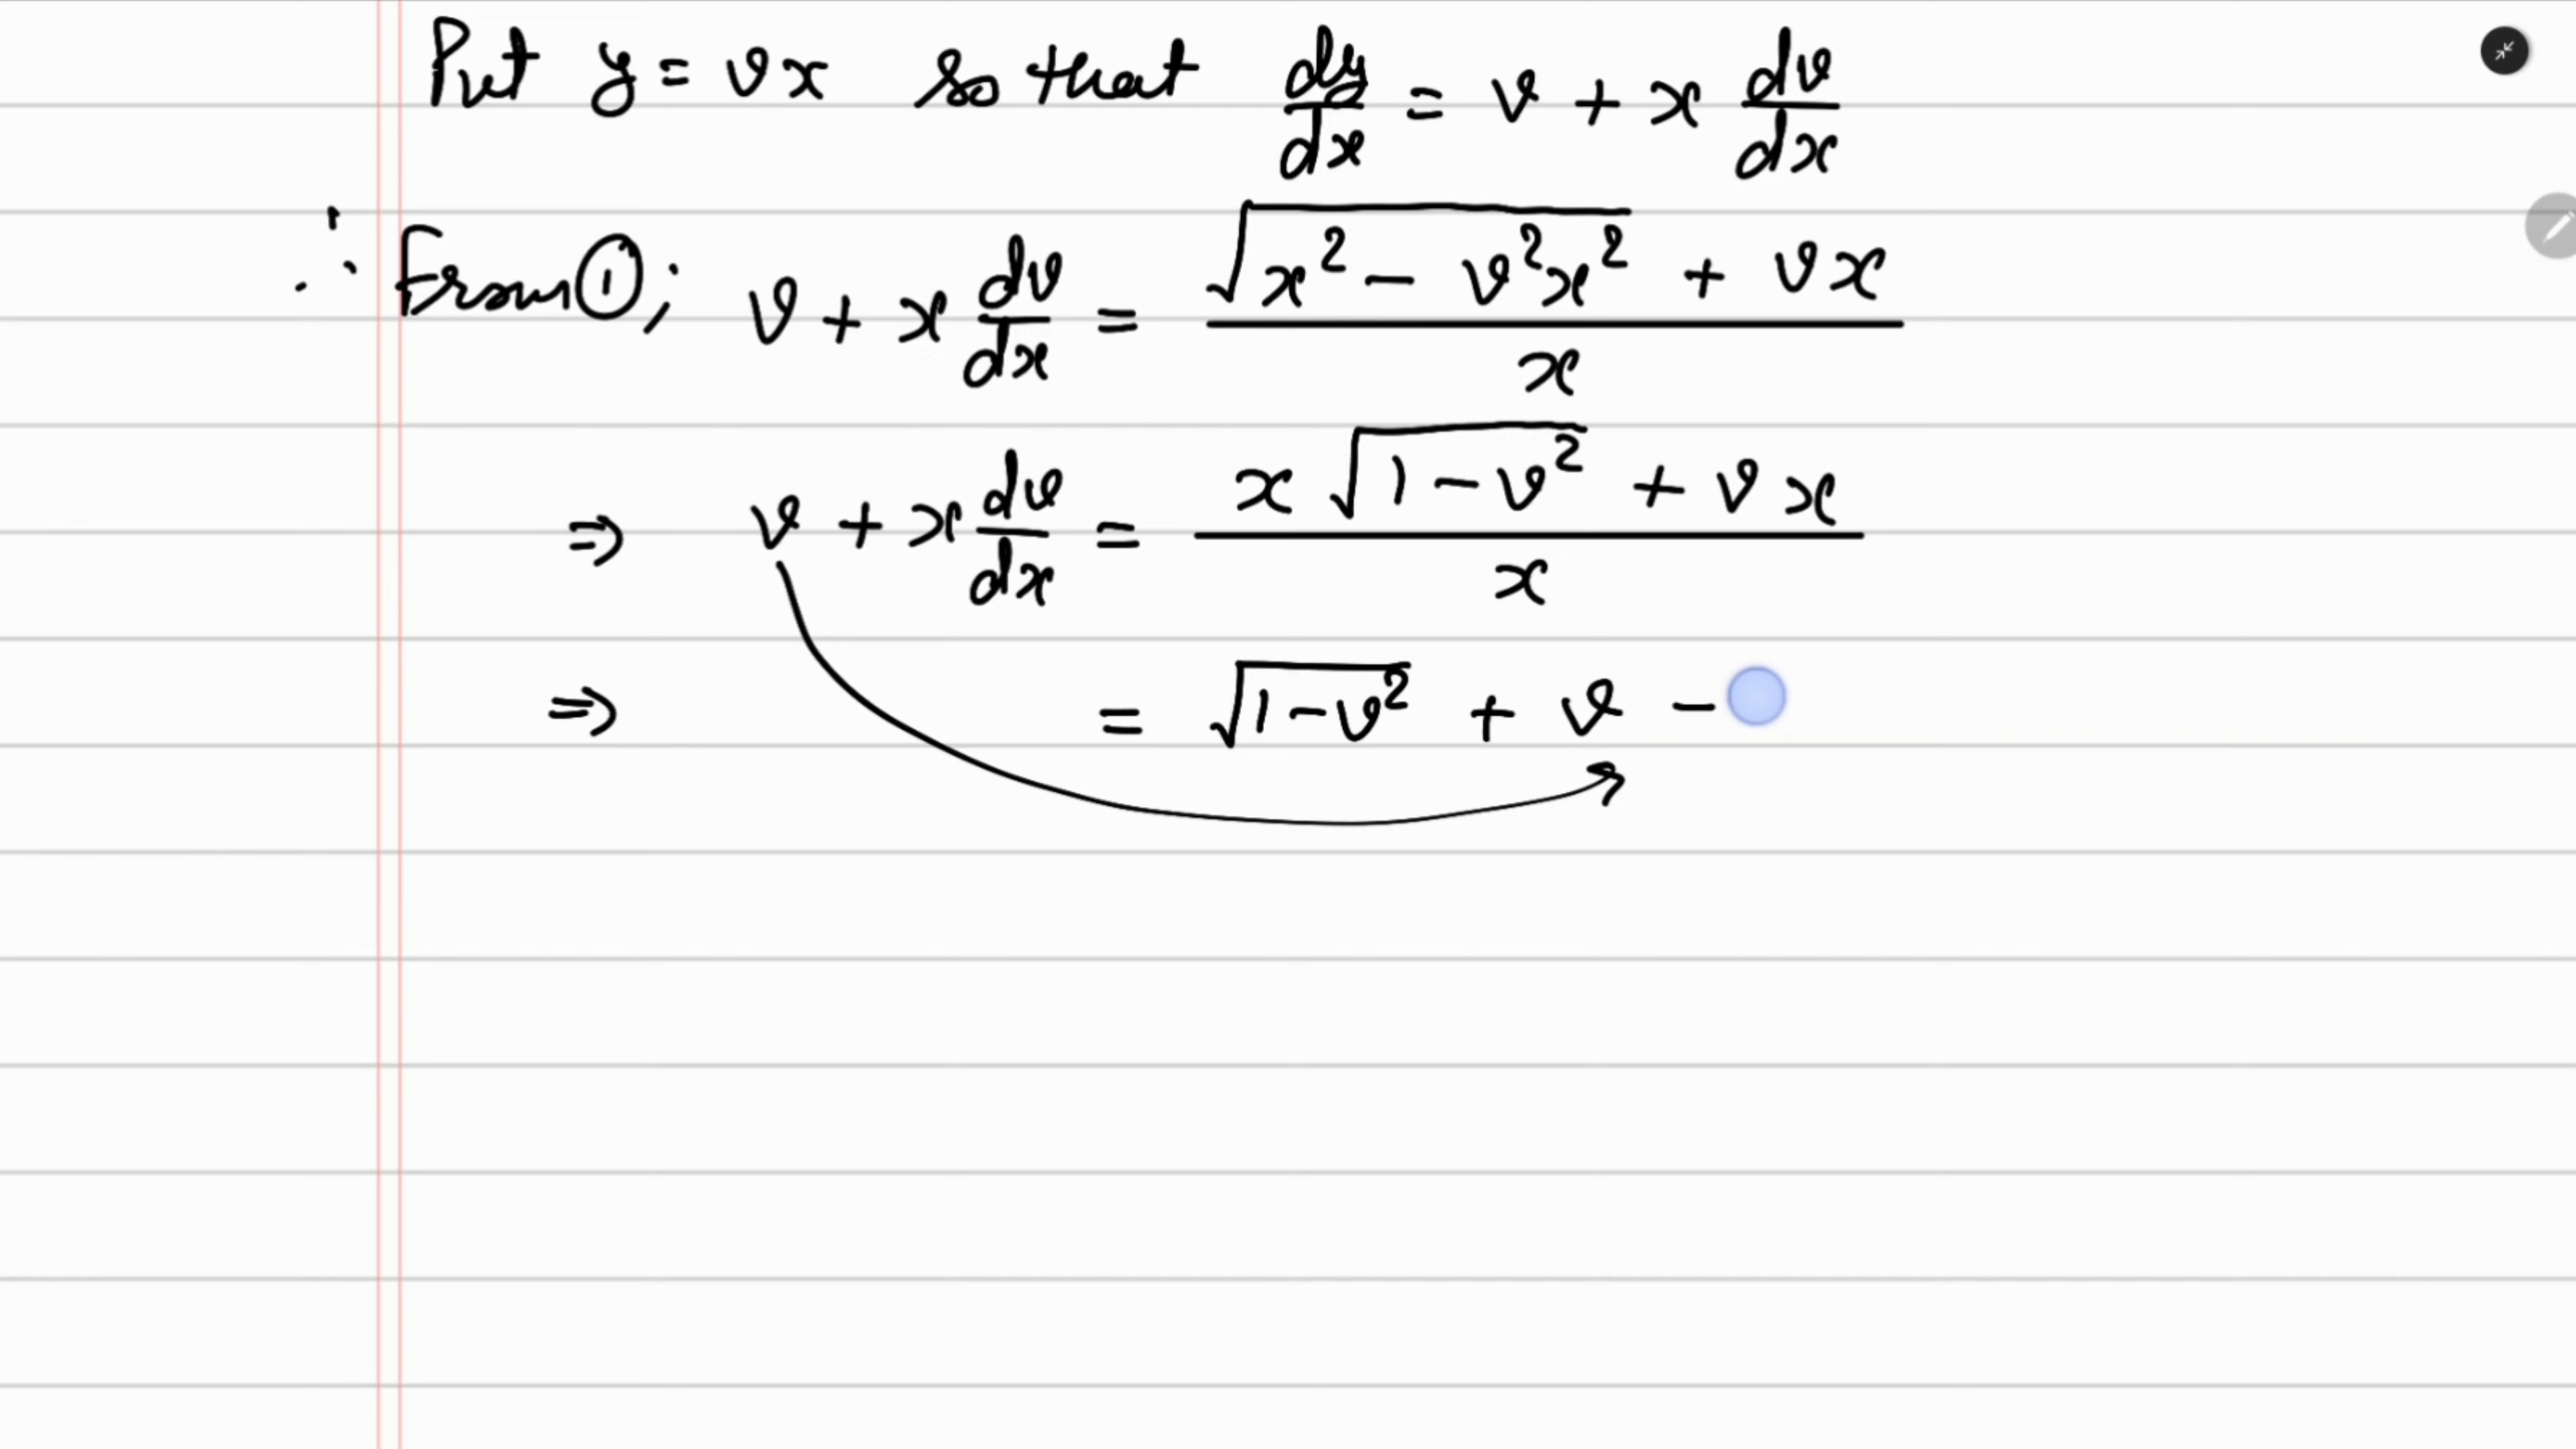 Put y = vx so that dy/dx = v + x dv/dx
∴ From ①; v + x dv/dx = (√(x² - v²x²) + vx)/x
⇒ v + x dv/dx = (x√(1-v²) + vx)/x
⇒ = √(1-v²) + v -